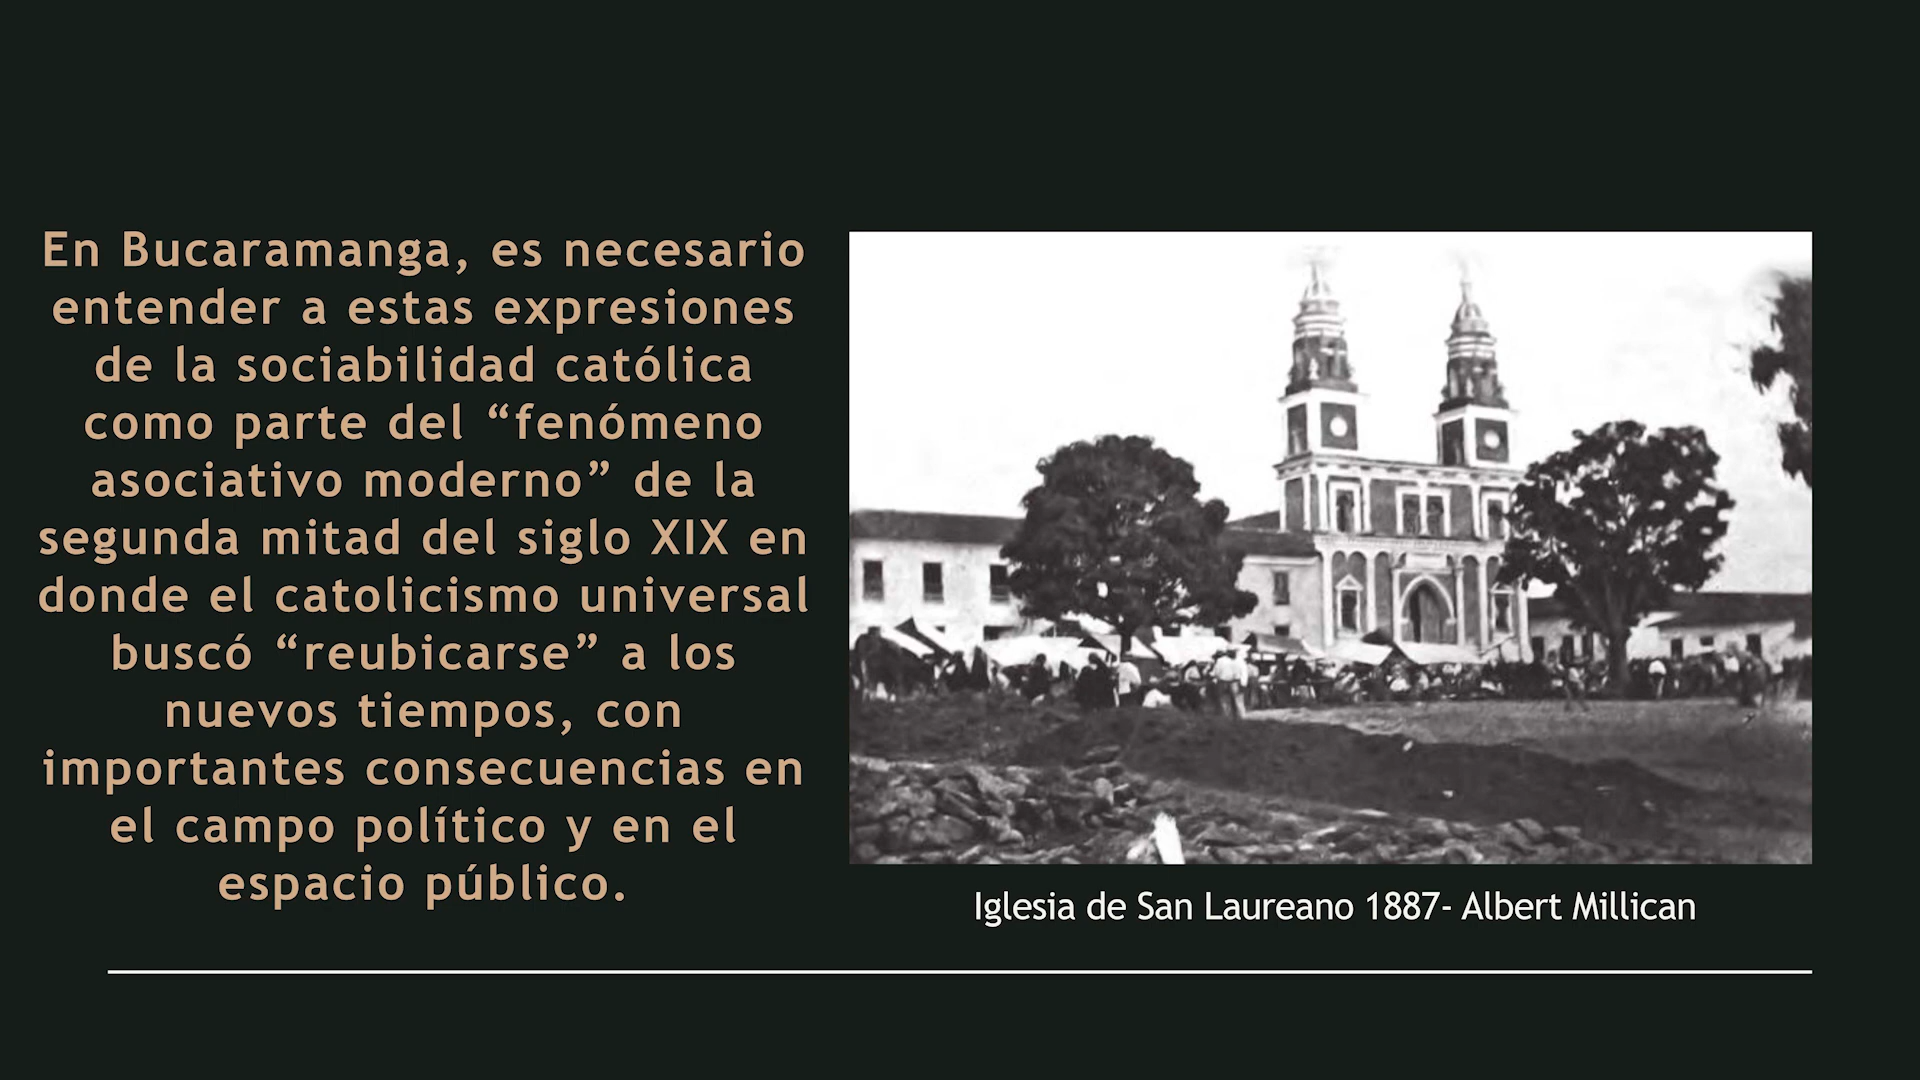 En Bucaramanga, es necesario
entender a estas expresiones
de la sociabilidad católica
como parte del “fenómeno
asociativo moderno” de la
segunda mitad del siglo XIX en
donde el catolicismo universal
buscó “reubicarse” a los
nuevos tiempos, con
importantes consecuencias en
el campo político y en el
espacio público.
Iglesia de San Laureano 1887- Albert Millican